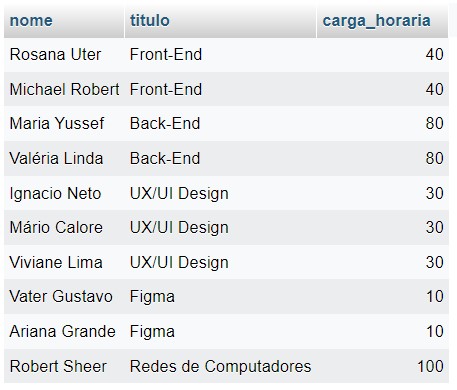 nome titulo carga_horaria
Rosana Uter Front-End 40
Michael Robert Front-End 40
Maria Yussef Back-End 80
Valéria Linda Back-End 80
Ignacio Neto UX/UI Design 30
Mário Calore UX/UI Design 30
Viviane Lima UX/UI Design 30
Vater Gustavo Figma 10
Ariana Grande Figma 10
Robert Sheer Redes de Computadores 100